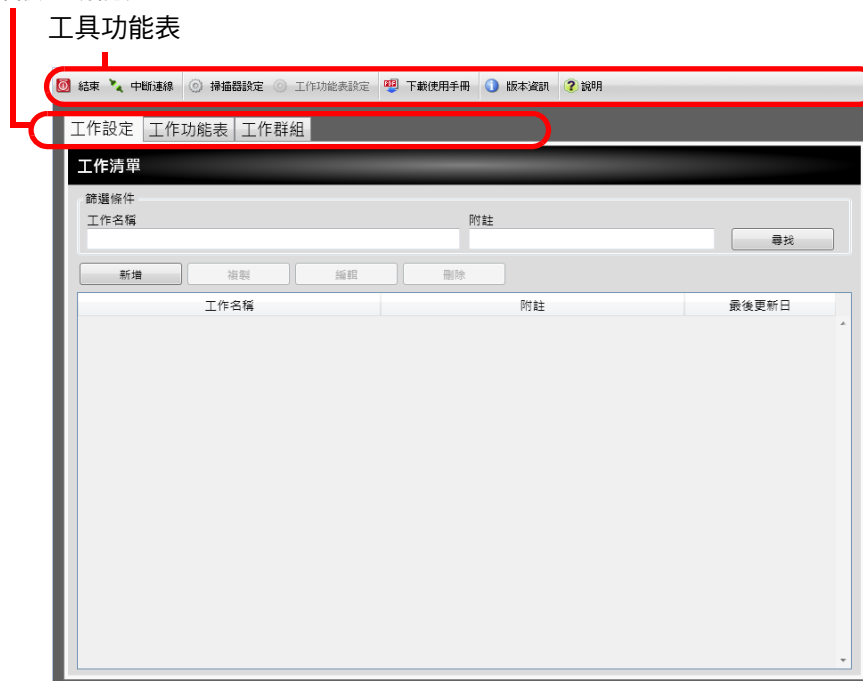 工具功能表
結束 中斷連線 掃描器設定 工作功能表設定 下載使用手冊 版本資訊 說明
工作設定 工作功能表 工作群組
工作清單
篩選條件
工作名稱 附註
尋找
新增 複製 編輯 刪除
工作名稱 附註 最後更新日